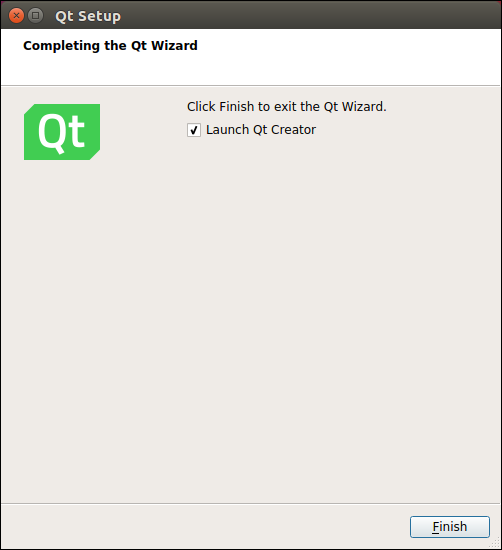 Qt Setup
Completing the Qt Wizard
Qt
Click Finish to exit the Qt Wizard.
Launch Qt Creator
Finish